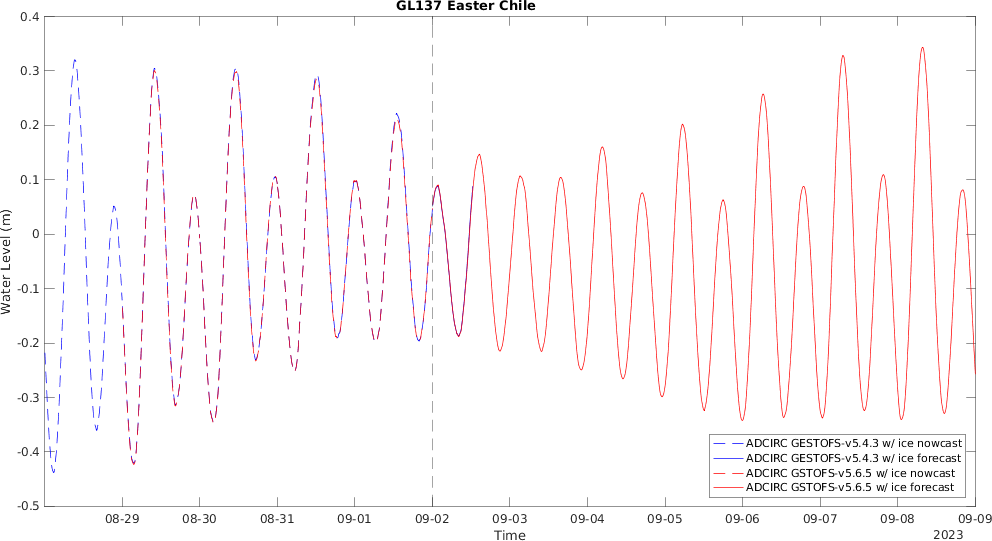 GL137 Easter Chile
0.4
0.3
0.2
0.1
0
-0.1
-0.2
-0.3
-0.4
-0.5
Water Level (m)
ADCIRC GESTOFS-v5.4.3 w/ ice nowcast
ADCIRC GESTOFS-v5.4.3 w/ ice forecast
ADCIRC GSTOFS-v5.6.5 w/ ice nowcast
ADCIRC GSTOFS-v5.6.5 w/ ice forecast
08-29 08-30 08-31 09-01 09-02 09-03 09-04 09-05 09-06 09-07 09-08 09-09
Time
2023